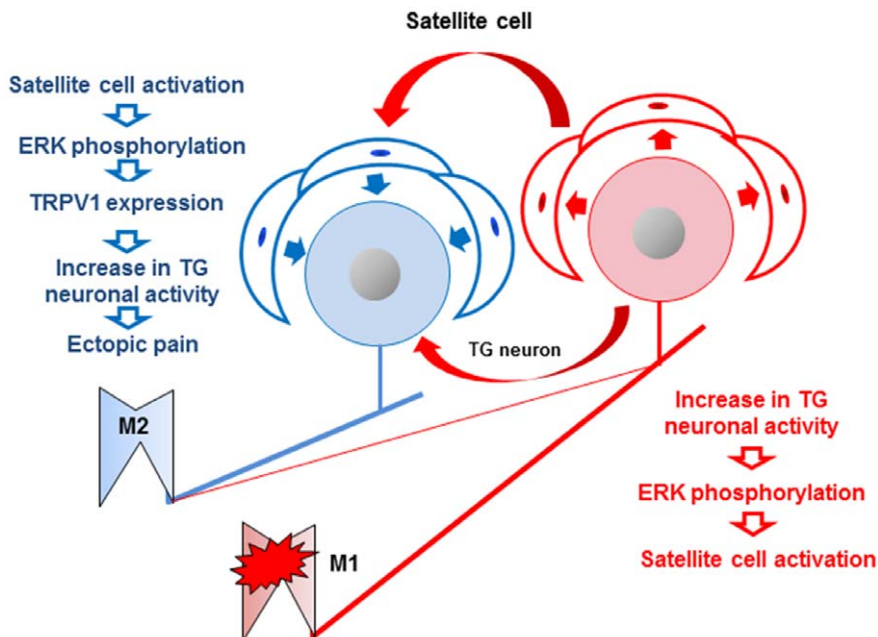 Satellite cell
Satellite cell activation
ERK phosphorylation
TRPV1 expression
Increase in TG
neuronal activity
Ectopic pain
TG neuron
M2
M1
Increase in TG
neuronal activity
ERK phosphorylation
Satellite cell activation